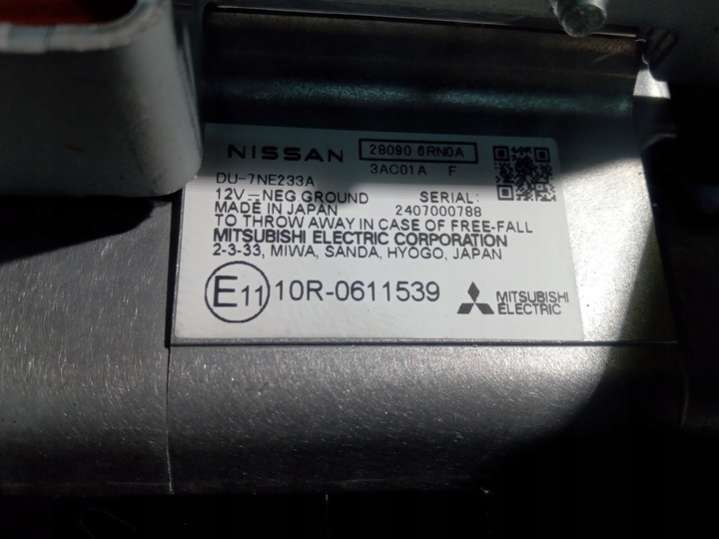 NISSAN 28090 6RN0A
3AC01A F
DU-7NE233A
12V⎓NEG GROUND SERIAL:
MADE IN JAPAN 2407000788
TO THROW AWAY IN CASE OF FREE-FALL
MITSUBISHI ELECTRIC CORPORATION
2-3-33, MIWA, SANDA, HYOGO, JAPAN
E11 10R-0611539
MITSUBISHI
ELECTRIC